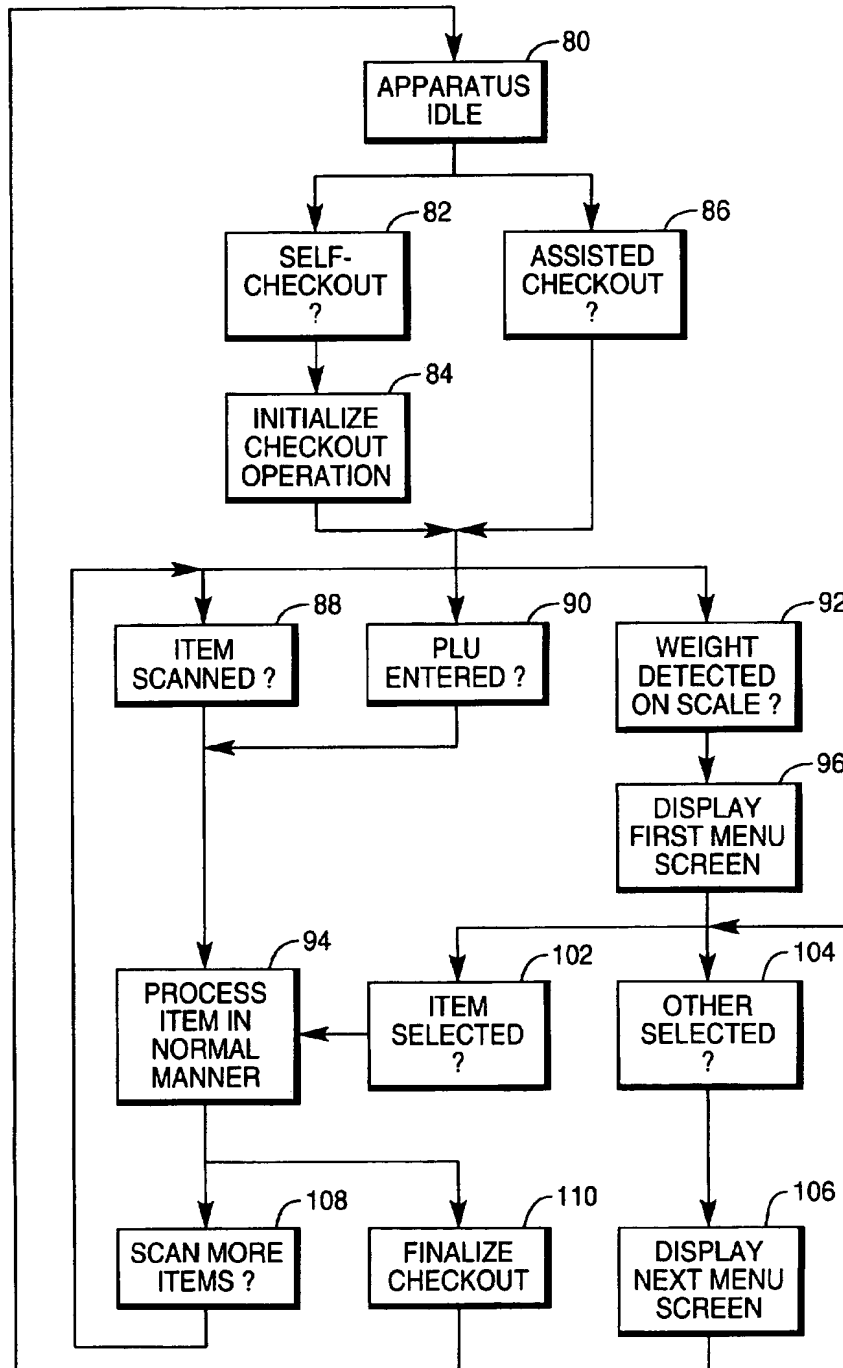 80
APPARATUS
IDLE
82
SELF-
CHECKOUT
?
86
ASSISTED
CHECKOUT
?
84
INITIALIZE
CHECKOUT
OPERATION
88
ITEM
SCANNED ?
90
PLU
ENTERED ?
92
WEIGHT
DETECTED
ON SCALE ?
96
DISPLAY
FIRST MENU
SCREEN
94
PROCESS
ITEM IN
NORMAL
MANNER
102
ITEM
SELECTED
?
104
OTHER
SELECTED
?
108
SCAN MORE
ITEMS ?
110
FINALIZE
CHECKOUT
106
DISPLAY
NEXT MENU
SCREEN